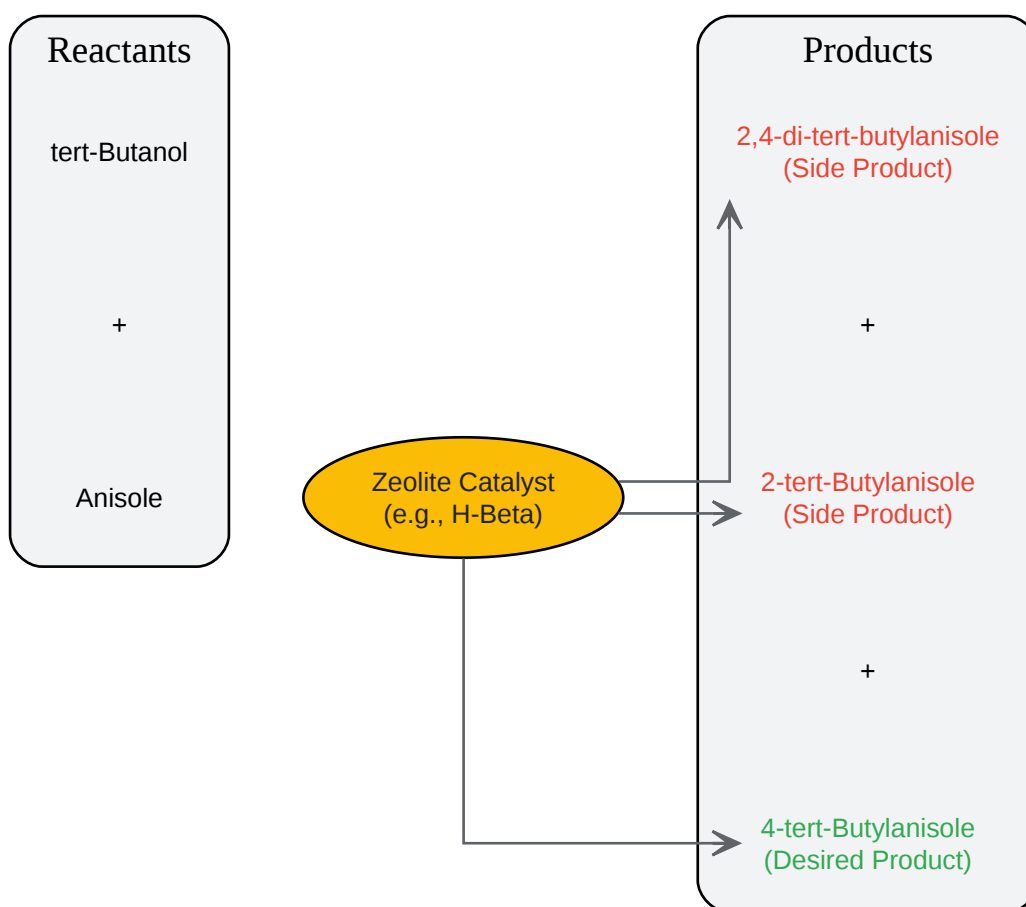 Reactants
tert-Butanol
+
Anisole
Zeolite Catalyst
(e.g., H-Beta)
Products
2,4-di-tert-butylanisole
(Side Product)
+
2-tert-Butylanisole
(Side Product)
+
4-tert-Butylanisole
(Desired Product)